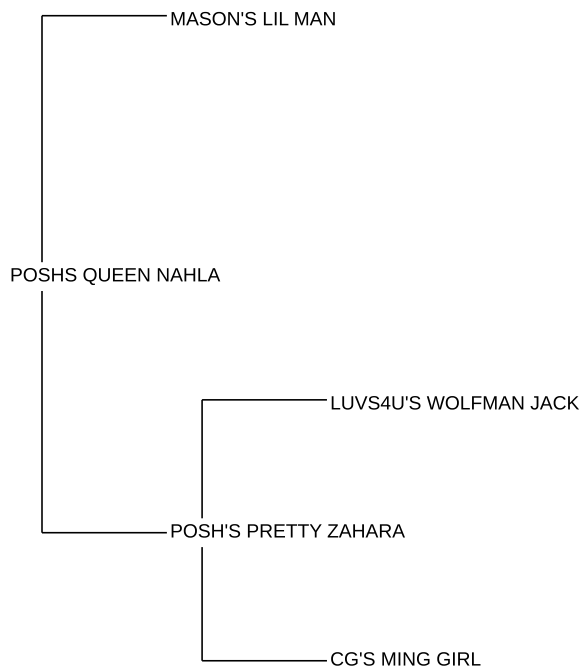 MASON'S LIL MAN
POSHS QUEEN NAHLA
LUVS4U'S WOLFMAN JACK
POSH'S PRETTY ZAHARA
CG'S MING GIRL